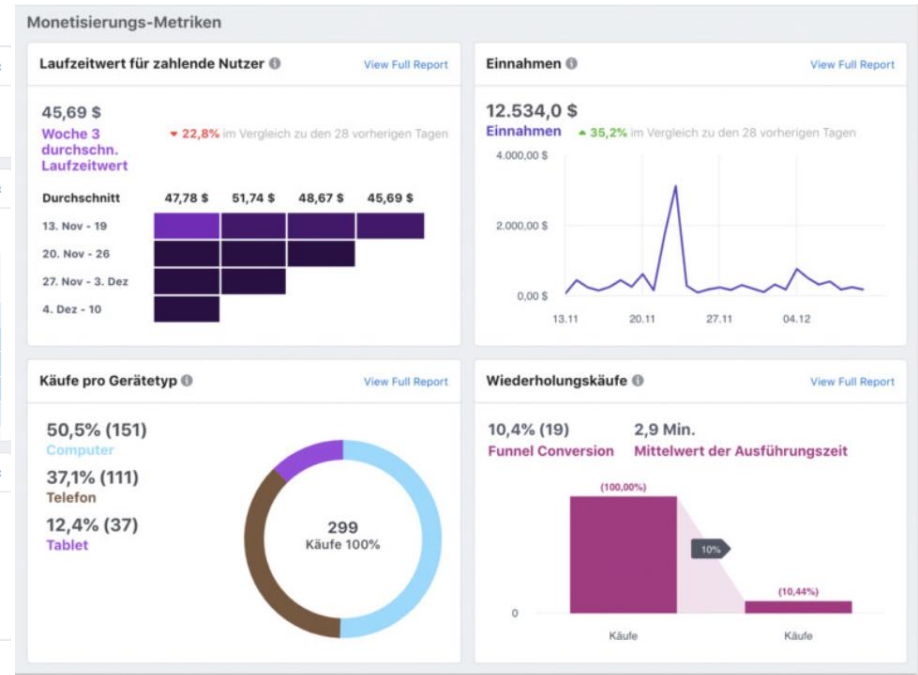 Monetisierungs-Metriken
Laufzeitwert für zahlende Nutzer View Full Report
45,69 $
Woche 3
durchschn.
Laufzeitwert
22,8% im Vergleich zu den 28 vorherigen Tagen
Durchschnitt 47,78 $ 51,74 $ 48,67 $ 45,69 $
13. Nov - 19
20. Nov - 26
27. Nov - 3. Dez
4. Dez - 10
Einnahmen View Full Report
12.534,0 $
Einnahmen 35,2% im Vergleich zu den 28 vorherigen Tagen
4.000,00 $
2.000,00 $
0,00 $
13.11 20.11 27.11 04.12
Käufe pro Gerätetyp View Full Report
50,5% (151)
Computer
37,1% (111)
Telefon
12,4% (37)
Tablet
299
Käufe 100%
Wiederholungskäufe View Full Report
10,4% (19) 2,9 Min.
Funnel Conversion Mittelwert der Ausführungszeit
(100,00%)
10%
(10,44%)
0
Käufe Käufe